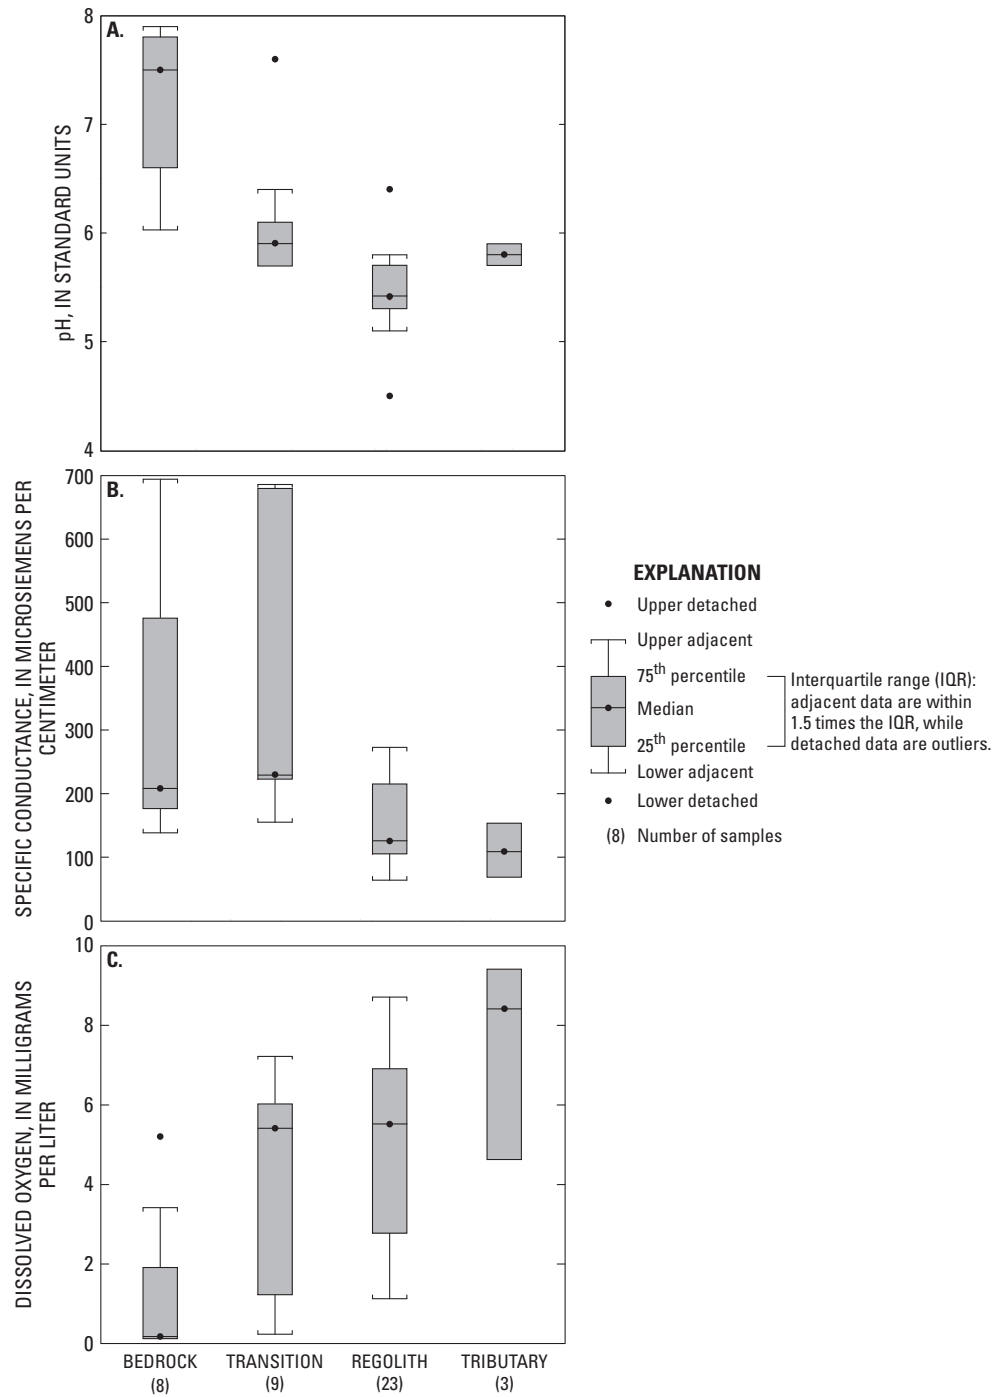 A.
8
7
6
5
4
pH, IN STANDARD UNITS
B.
700
600
500
400
300
200
100
0
SPECIFIC CONDUCTANCE, IN MICROSIEMENS PER
CENTIMETER
EXPLANATION
Upper detached
Upper adjacent
75th percentile
Median
25th percentile
Lower adjacent
Lower detached
(8) Number of samples
Interquartile range (IQR):
adjacent data are within
1.5 times the IQR, while
detached data are outliers.
C.
10
8
6
4
2
0
DISSOLVED OXYGEN, IN MILLIGRAMS
PER LITER
BEDROCK TRANSITION REGOLITH TRIBUTARY
(8) (9) (23) (3)